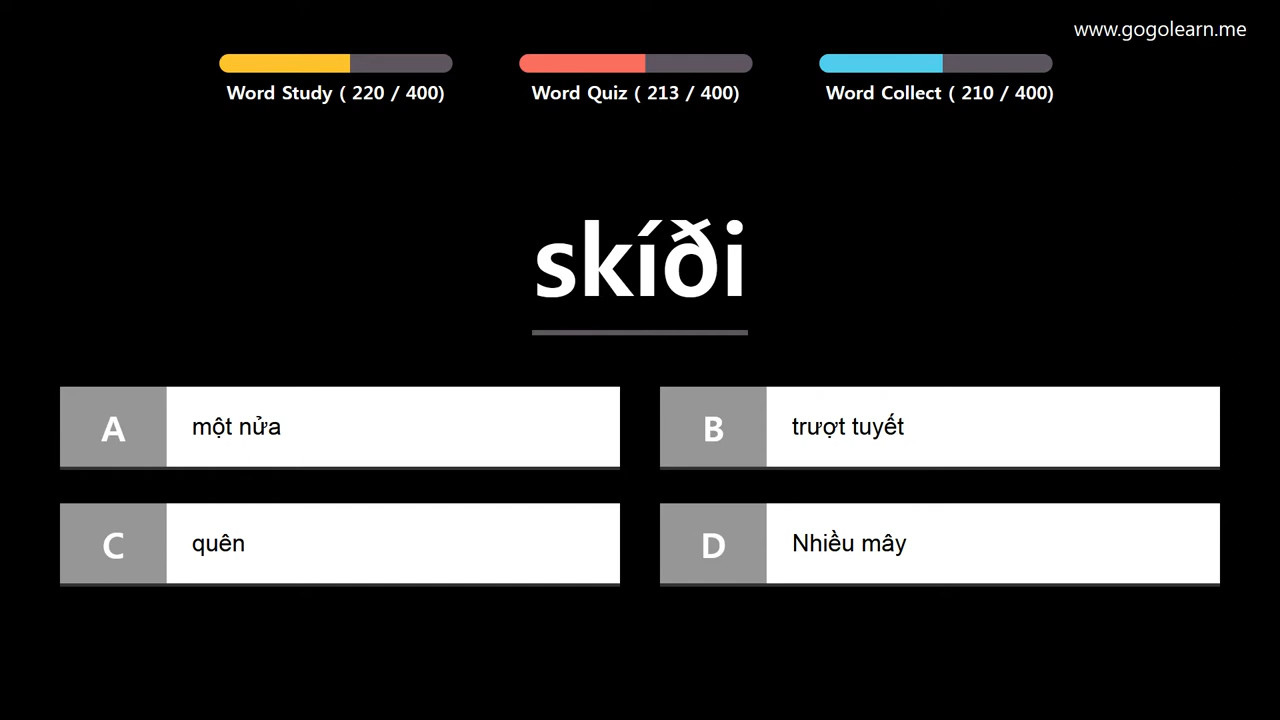 www.gogolearn.me
Word Study ( 220 / 400)
Word Quiz ( 213 / 400)
Word Collect ( 210 / 400)
skíði
A
một nửa
B
trượt tuyết
C
quên
D
Nhiều mây